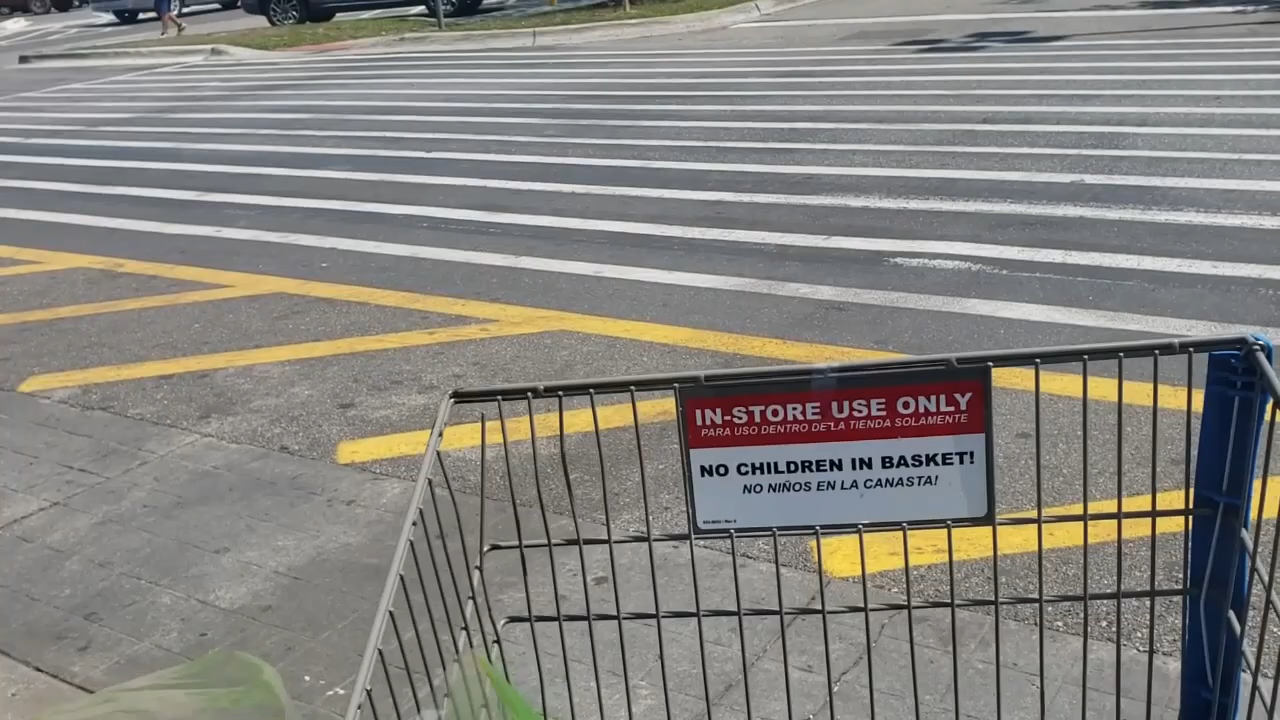 IN-STORE USE ONLY
PARA USO DENTRO DE LA TIENDA SOLAMENTE
NO CHILDREN IN BASKET!
NO NIÑOS EN LA CANASTA!